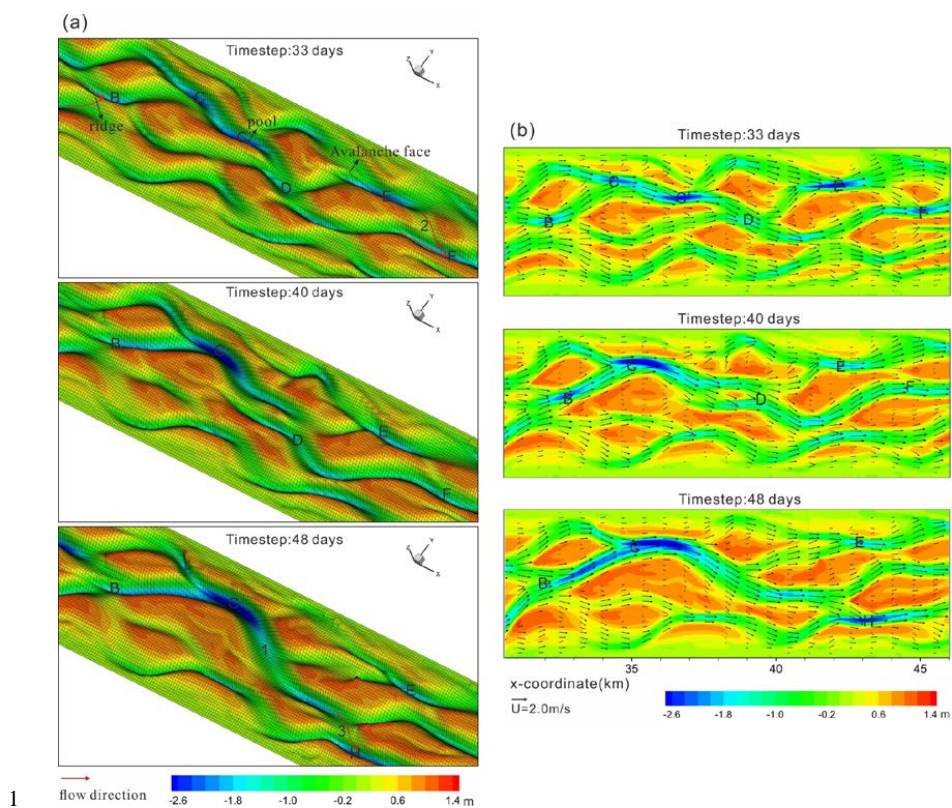 (a)
Timestep:33 days
Z
Y
X
B
C
ridge
C'
pool
Avalanche face
D
E
2
F
Timestep:40 days
Z
Y
X
B
C
D
E
F
Timestep:48 days
Z
Y
X
B
C
1
E
3
H
flow direction
-2.6 -1.8 -1.0 -0.2 0.6 1.4 m
(b)
Timestep:33 days
C
C'
E
B
D
F
Timestep:40 days
C
E
B
D
F
Timestep:48 days
C
E
B
H
35 40 45
x-coordinate(km)
U=2.0m/s
-2.6 -1.8 -1.0 -0.2 0.6 1.4 m
1